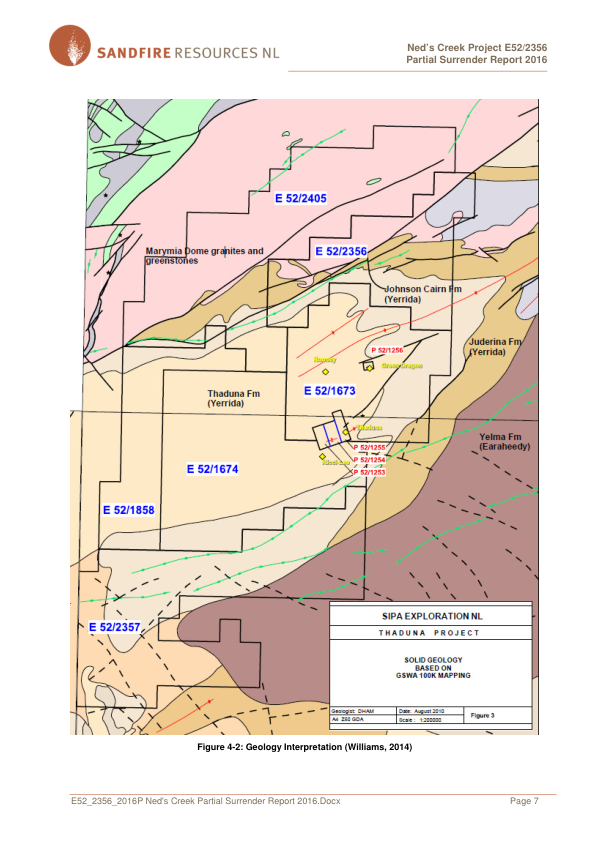 SANDFIRE RESOURCES NL
Ned's Creek Project E52/2356
Partial Surrender Report 2016
E 52/2405
Marymia Dome granites and
greenstones
E 52/2356
Johnson Cairn Fm
(Yerrida)
Juderina Fm
(Yerrida)
P 52/1256
Green Dragon
E 52/1673
Thaduna Fm
(Yerrida)
Thaduna
Yelma Fm
(Earaheedy)
P 52/1255
P 52/1254
P 52/1253
E 52/1674
E 52/1858
E 52/2357
SIPA EXPLORATION NL
THADUNA PROJECT
SOLID GEOLOGY
BASED ON
GSWA 100K MAPPING
Geologist: DHAM
Date: August 2010
Figure 3
A4 Z50 GDA
Scale: 1:200000
Figure 4-2: Geology Interpretation (Williams, 2014)
E52_2356_2016P Ned's Creek Partial Surrender Report 2016.Docx
Page 7